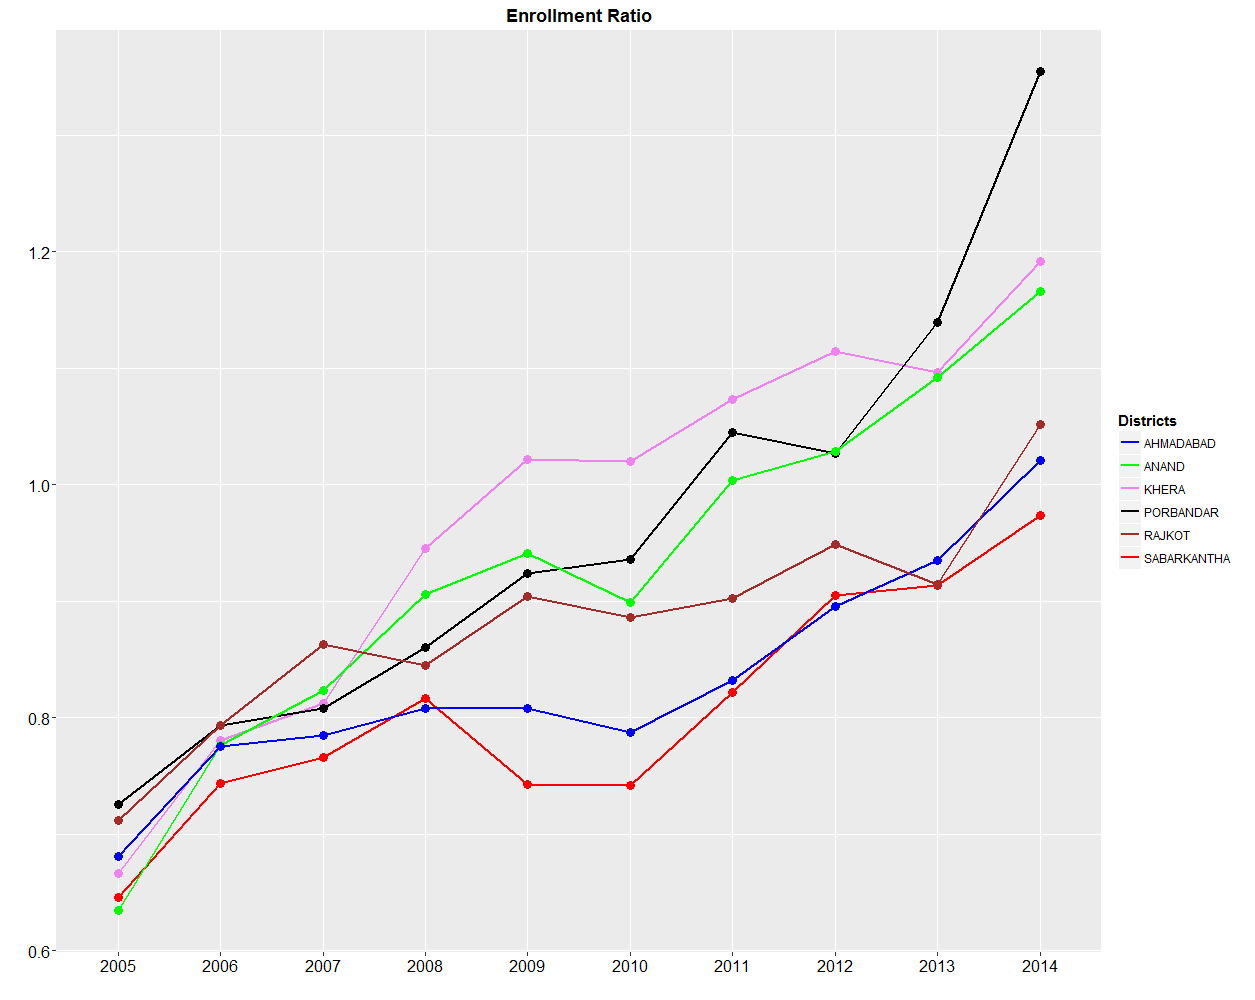 Enrollment Ratio
1.2
1.0
0.8
0.6
2005 2006 2007 2008 2009 2010 2011 2012 2013 2014
Districts
AHMADABAD
ANAND
KHERA
PORBANDAR
RAJKOT
SABARKANTHA